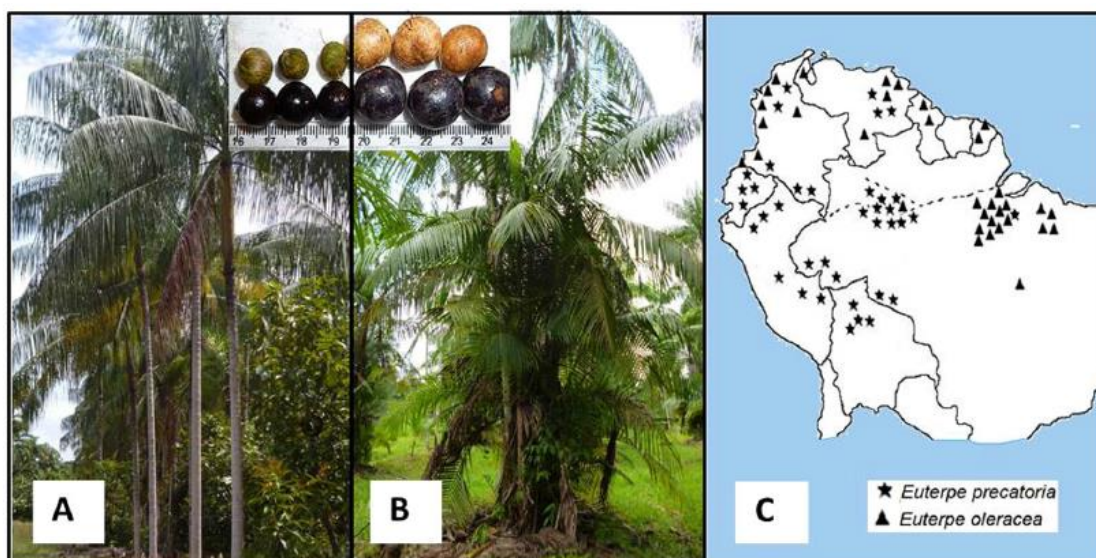 16 17 18 19
20 21 22 23 24
A
B
C
Euterpe precatoria
Euterpe oleracea